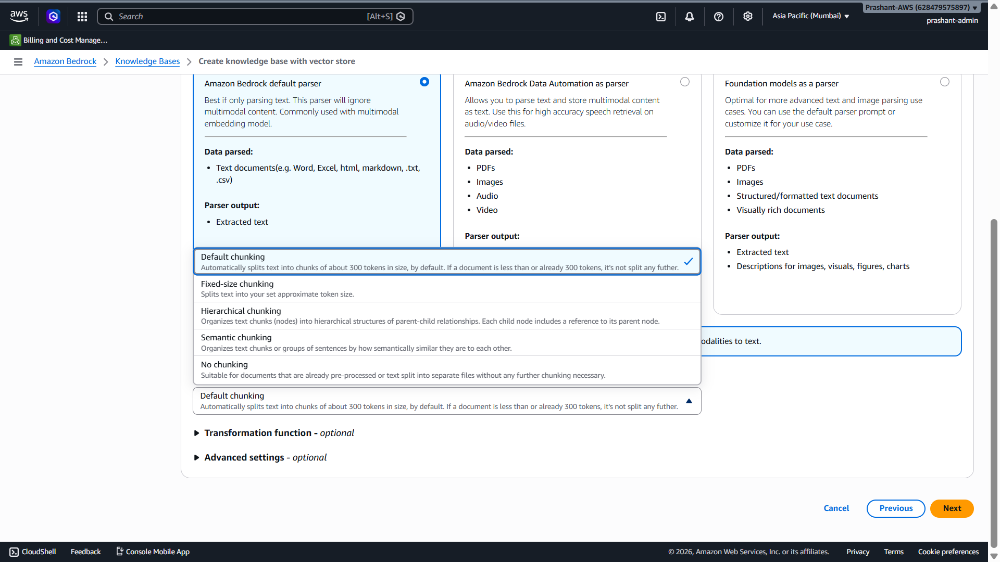 aws
Search
[Alt+S]
Asia Pacific (Mumbai)
Prashant-AWS (628479575897)
prashant-admin
Billing and Cost Manage...
Amazon Bedrock
Knowledge Bases
Create knowledge base with vector store
Amazon Bedrock default parser
Best if only parsing text. This parser will ignore
multimodal content. Commonly used with multimodal
embedding model.
Data parsed:
• Text documents(e.g. Word, Excel, html, markdown, .txt,
.csv)
Parser output:
• Extracted text
Amazon Bedrock Data Automation as parser
Allows you to parse text and store multimodal content
as text. Use this for high accuracy speech retrieval on
audio/video files.
Data parsed:
• PDFs
• Images
• Audio
• Video
Parser output:
Foundation models as a parser
Optimal for more advanced text and image parsing use
cases. You can use the default parser prompt or
customize it for your use case.
Data parsed:
• PDFs
• Images
• Structured/formatted text documents
• Visually rich documents
Parser output:
• Extracted text
• Descriptions for images, visuals, figures, charts
Default chunking
Automatically splits text into chunks of about 300 tokens in size, by default. If a document is less than or already 300 tokens, it's not split any futher.
Fixed-size chunking
Splits text into your set approximate token size.
Hierarchical chunking
Organizes text chunks (nodes) into hierarchical structures of parent-child relationships. Each child node includes a reference to its parent node.
Semantic chunking
Organizes text chunks or groups of sentences by how semantically similar they are to each other.
No chunking
Suitable for documents that are already pre-processed or text split into separate files without any further chunking necessary.
odalities to text.
Default chunking
Automatically splits text into chunks of about 300 tokens in size, by default. If a document is less than or already 300 tokens, it's not split any futher.
Transformation function - optional
Advanced settings - optional
Cancel
Previous
Next
CloudShell
Feedback
Console Mobile App
© 2026, Amazon Web Services, Inc. or its affiliates.
Privacy
Terms
Cookie preferences